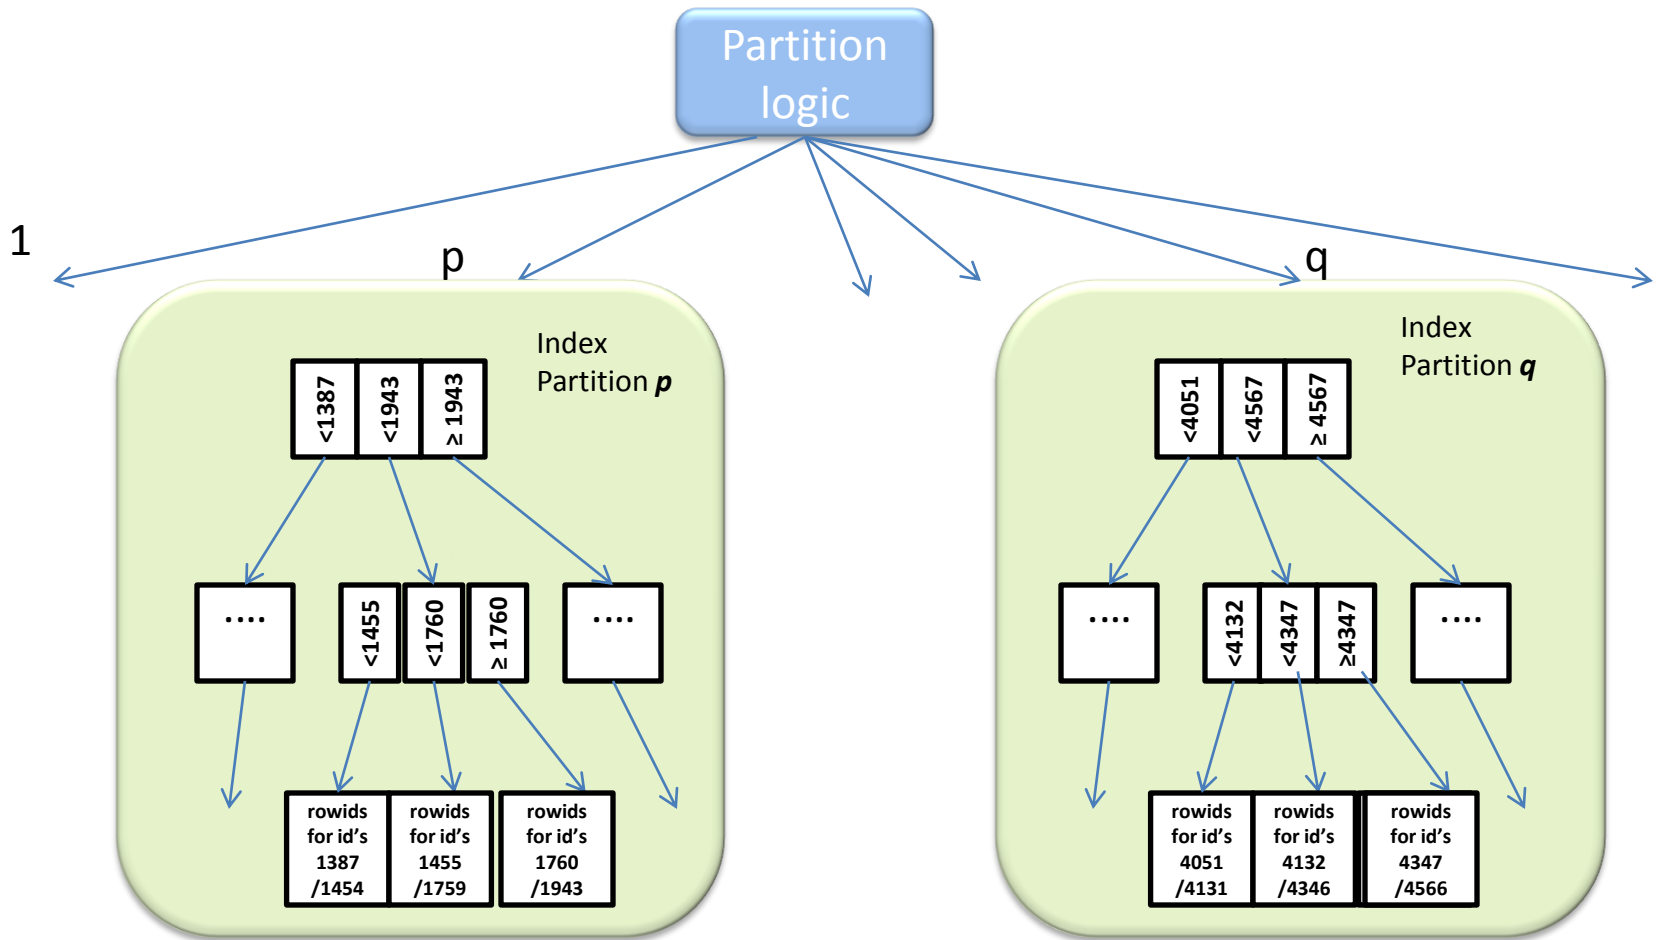 Partition
logic
1
p
q
Index
Partition p
<1387
<1943
≥ 1943
....
<1455
<1760
≥ 1760
....
rowids
for id’s
1387
/1454
rowids
for id’s
1455
/1759
rowids
for id’s
1760
/1943
Index
Partition q
<4051
<4567
≥ 4567
....
<4132
<4347
≥4347
....
rowids
for id’s
4051
/4131
rowids
for id’s
4132
/4346
rowids
for id’s
4347
/4566